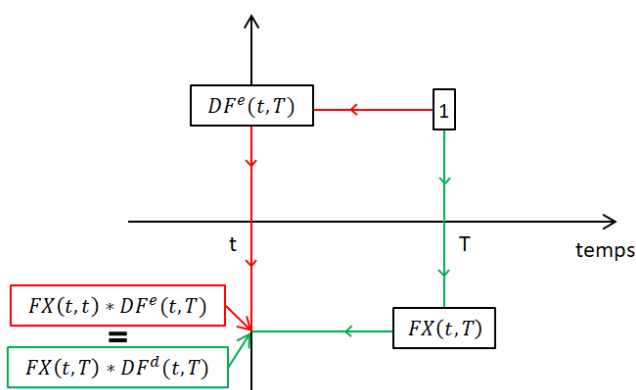 DF^e(t,T)
1
t
T
temps
FX(t,t) * DF^e(t,T)
=
FX(t,T) * DF^d(t,T)
FX(t,T)